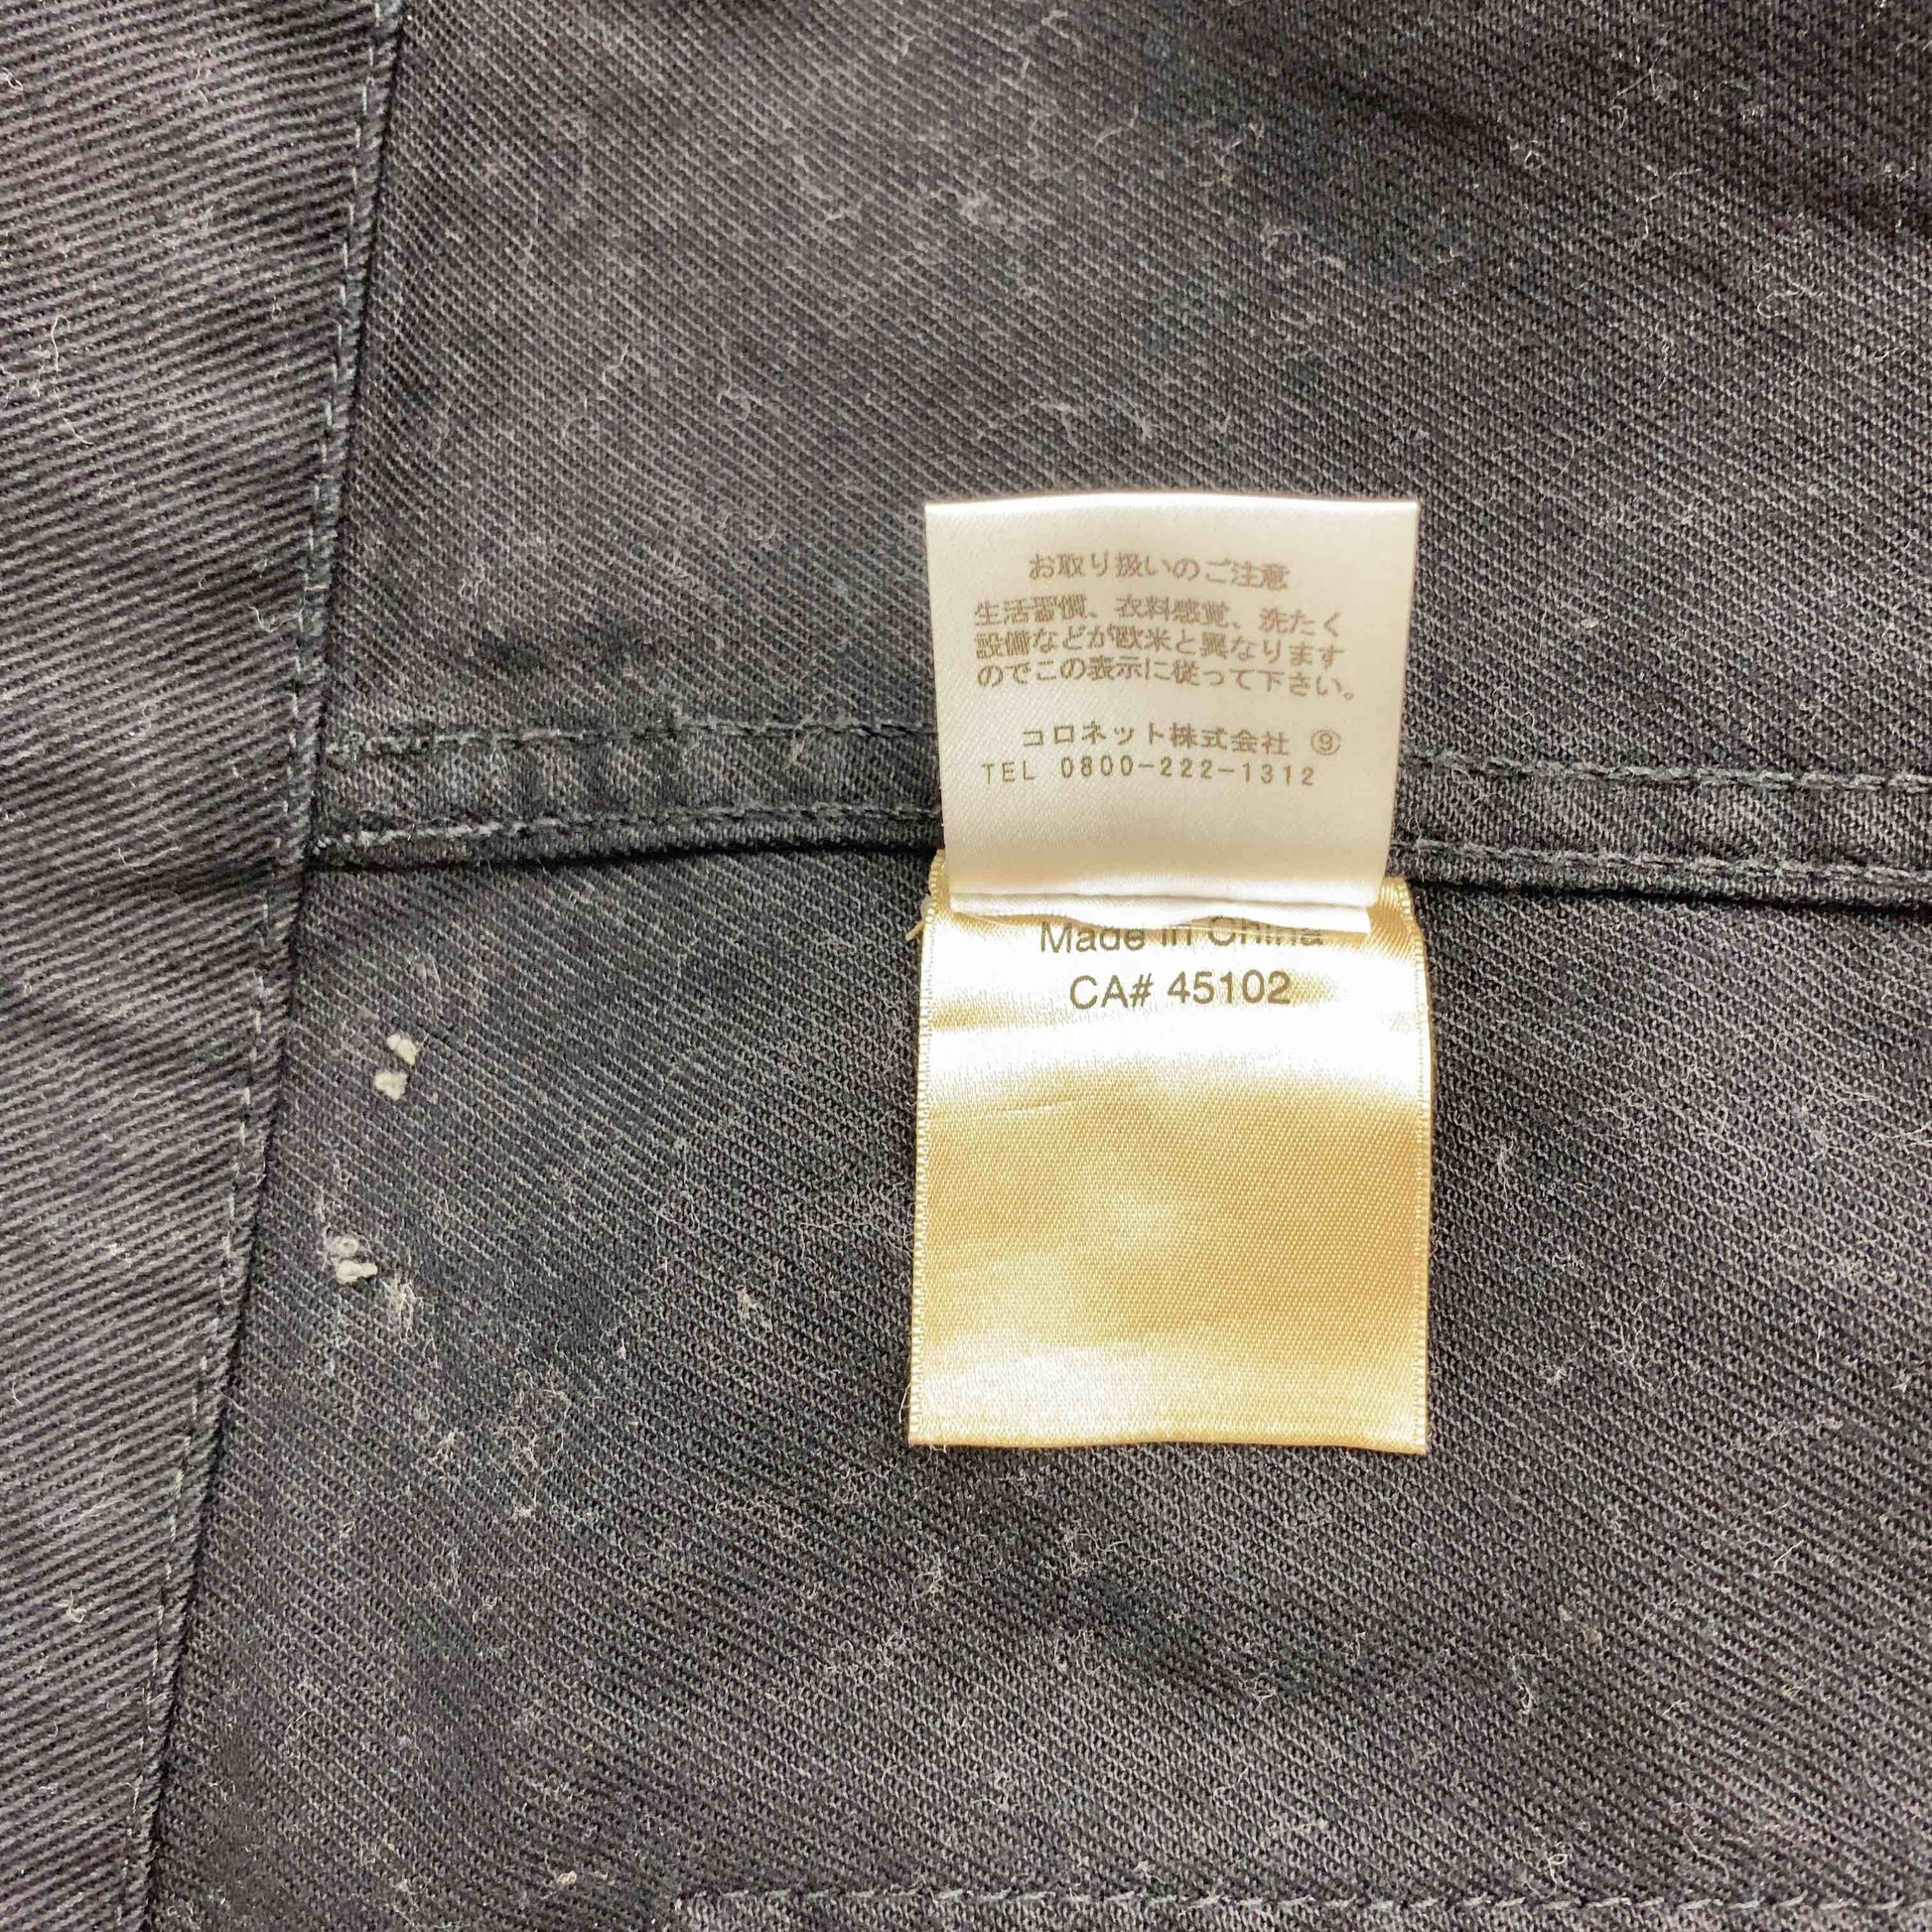 お取り扱いのご注意
生活習慣、衣料感覚、洗たく
設備などが欧米と異なります
のでこの表示に従って下さい。
コロネット株式会社 ⑨
TEL 0800-222-1312
Made in China
CA# 45102